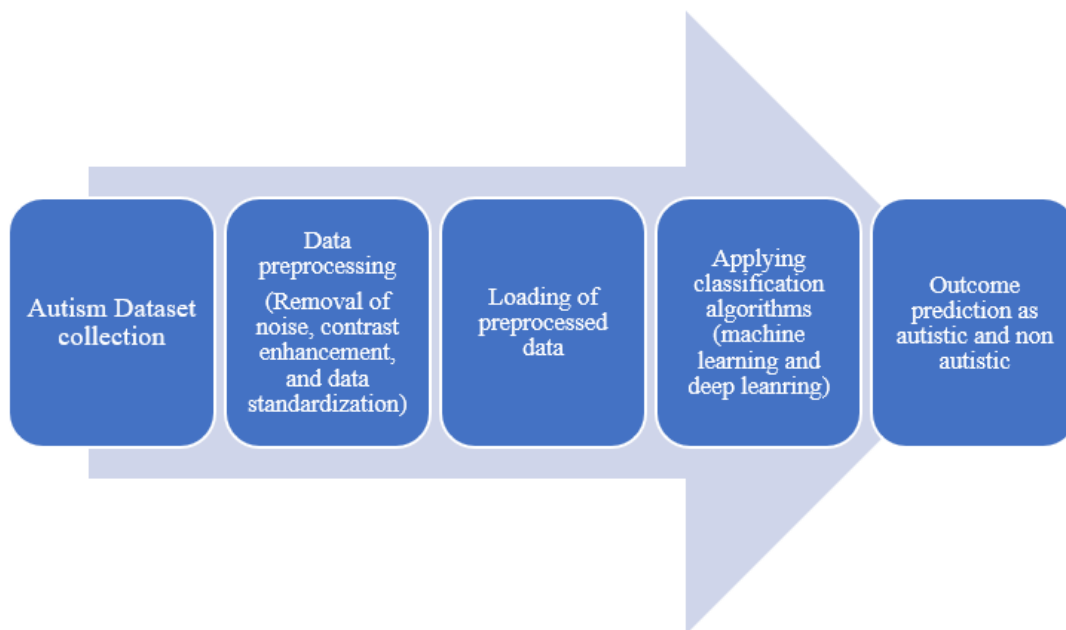 Autism Dataset
collection
Data
preprocessing
(Removal of
noise, contrast
enhancement,
and data
standardization)
Loading of
preprocessed
data
Applying
classification
algorithms
(machine
learning and
deep leanring)
Outcome
prediction as
autistic and non
autistic